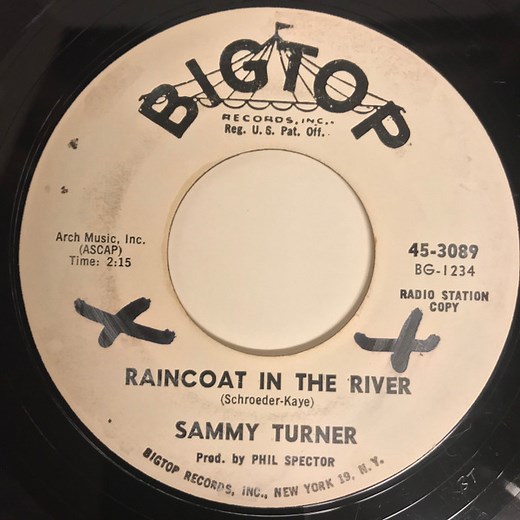 BIGTOP
RECORDS, INC.
Reg. U. S. Pat. Off.
Arch Music, Inc.
(ASCAP)
Time: 2:15
45-3089
BG-1234
RADIO STATION
COPY
RAINCOAT IN THE RIVER
(Schroeder-Kaye)
SAMMY TURNER
Prod. by PHIL SPECTOR
BIGTOP RECORDS, INC., NEW YORK 19, N. Y.